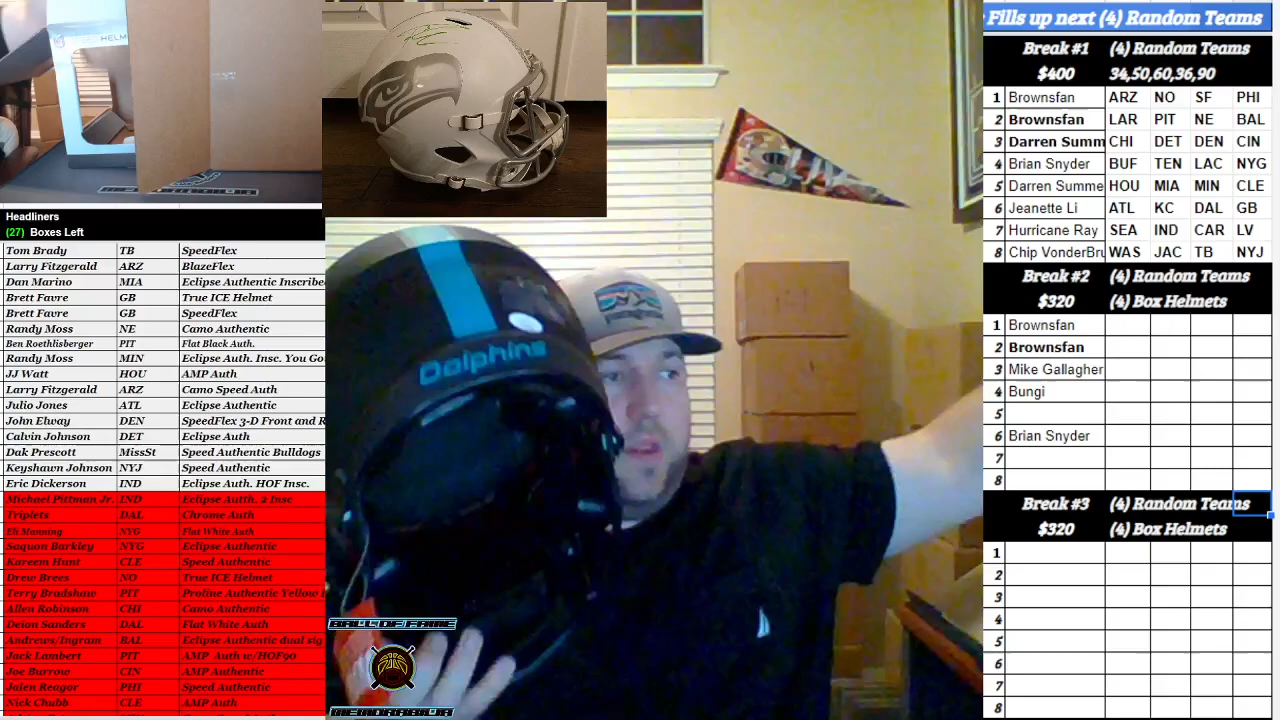 Headliners
(27) Boxes Left
Tom Brady TB SpeedFlex
Larry Fitzgerald ARZ BlazeFlex
Dan Marino MIA Eclipse Authentic Inscribe
Brett Favre GB True ICE Helmet
Brett Favre GB SpeedFlex
Randy Moss NE Camo Authentic
Ben Roethlisberger PIT Flat Black Auth.
Randy Moss MIN Eclipse Auth. Insc. You Go
JJ Watt HOU AMP Auth
Larry Fitzgerald ARZ Camo Speed Auth
Julio Jones ATL Eclipse Authentic
John Elway DEN SpeedFlex 3-D Front and R
Calvin Johnson DET Eclipse Auth
Dak Prescott MissSt Speed Authentic Bulldogs
Keyshawn Johnson NYJ Speed Authentic
Eric Dickerson IND Eclipse Auth. HOF Insc.
Michael Pittman Jr. IND Eclipse Autth. 2 Insc
Triplets DAL Chrome Auth
Eli Manning NYG Flat White Auth
Saquon Barkley NYG Eclipse Authentic
Kareem Hunt CLE Speed Authentic
Drew Brees NO True ICE Helmet
Terry Bradshaw PIT Proline Authentic Yellow
Allen Robinson CHI Camo Authentic
Deion Sanders DAL Flat White Auth
Andrews/Ingram BAL Eclipse Authentic dual sig
Jack Lambert PIT AMP Auth w/HOF90
Joe Burrow CIN AMP Authentic
Jalen Reagor PHI Speed Authentic
Nick Chubb CLE AMP Auth
Dolphins
BALL OF FAME
MEMORABILIA
Fills up next (4) Random Teams
Break #1 (4) Random Teams
$400 34,50,60,36,90
1 Brownsfan ARZ NO SF PHI
2 Brownsfan LAR PIT NE BAL
3 Darren Summ CHI DET DEN CIN
4 Brian Snyder BUF TEN LAC NYG
5 Darren Summe HOU MIA MIN CLE
6 Jeanette Li ATL KC DAL GB
7 Hurricane Ray SEA IND CAR LV
8 Chip VonderBru WAS JAC TB NYJ
Break #2 (4) Random Teams
$320 (4) Box Helmets
1 Brownsfan
2 Brownsfan
3 Mike Gallagher
4 Bungi
5
6 Brian Snyder
7
8
Break #3 (4) Random Teams
$320 (4) Box Helmets
1
2
3
4
5
6
7
8